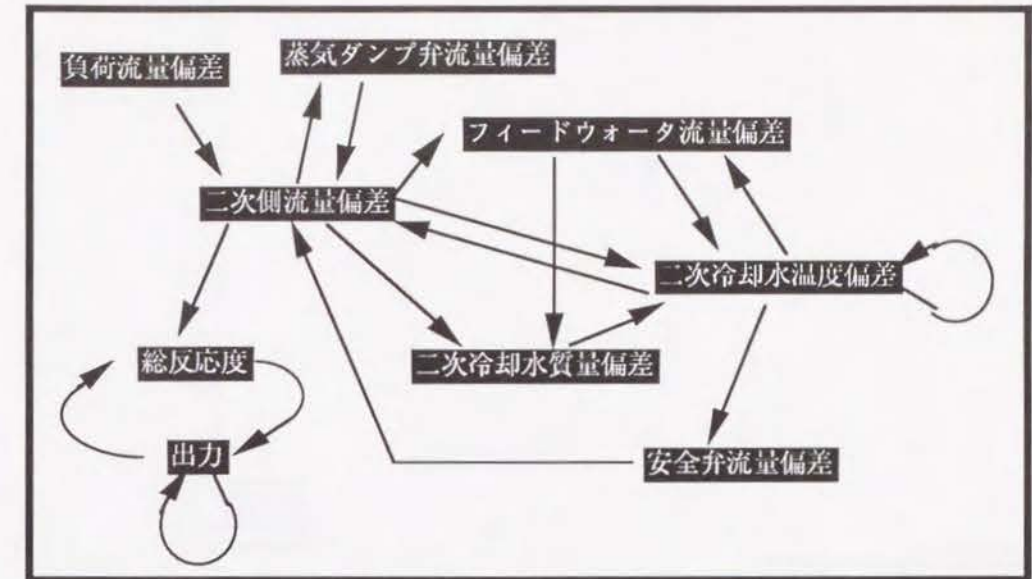 負荷流量偏差
蒸気ダンプ弁流量偏差
フィードウォータ流量偏差
二次側流量偏差
二次冷却水温度偏差
総反応度
二次冷却水質量偏差
出力
安全弁流量偏差